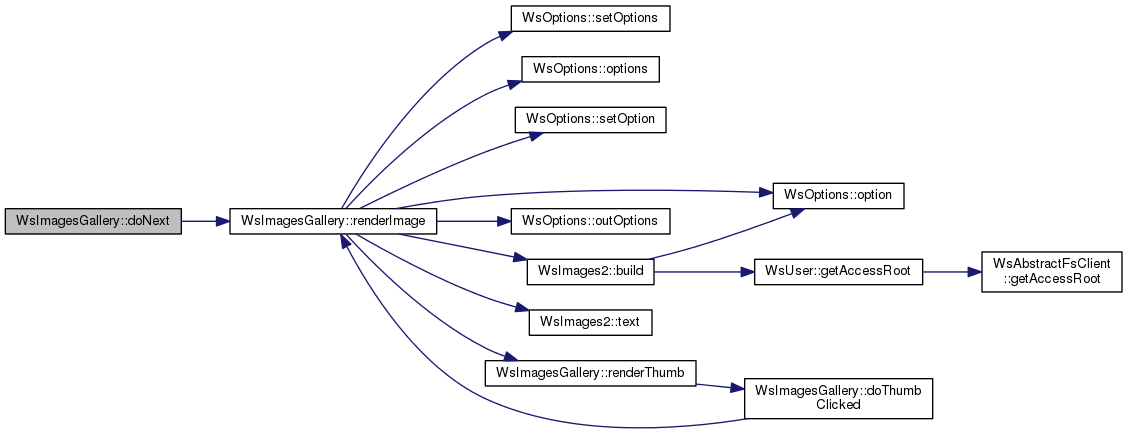 WsOptions::setOptions
WsOptions::options
WsOptions::setOption
WsOptions::option
WsImagesGallery::doNext
WsImagesGallery::renderImage
WsOptions::outOptions
WsImages2::build
WsUser::getAccessRoot
WsAbstractFsClient
::getAccessRoot
WsImages2::text
WsImagesGallery::renderThumb
WsImagesGallery::doThumb
Clicked